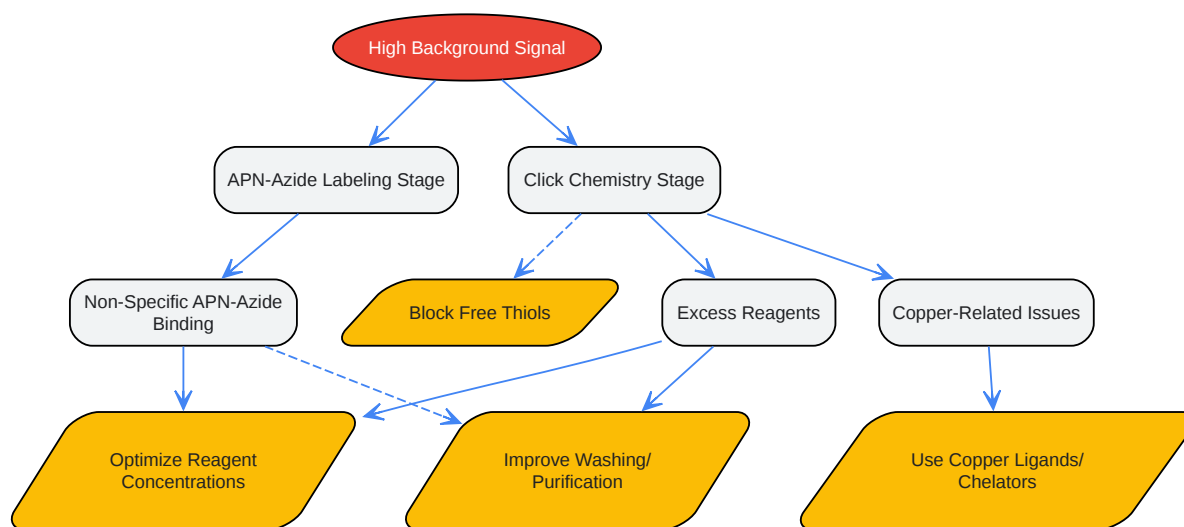 High Background Signal
APN-Azide Labeling Stage
Click Chemistry Stage
Non-Specific APN-Azide
Binding
Block Free Thiols
Excess Reagents
Copper-Related Issues
Optimize Reagent
Concentrations
Improve Washing/
Purification
Use Copper Ligands/
Chelators